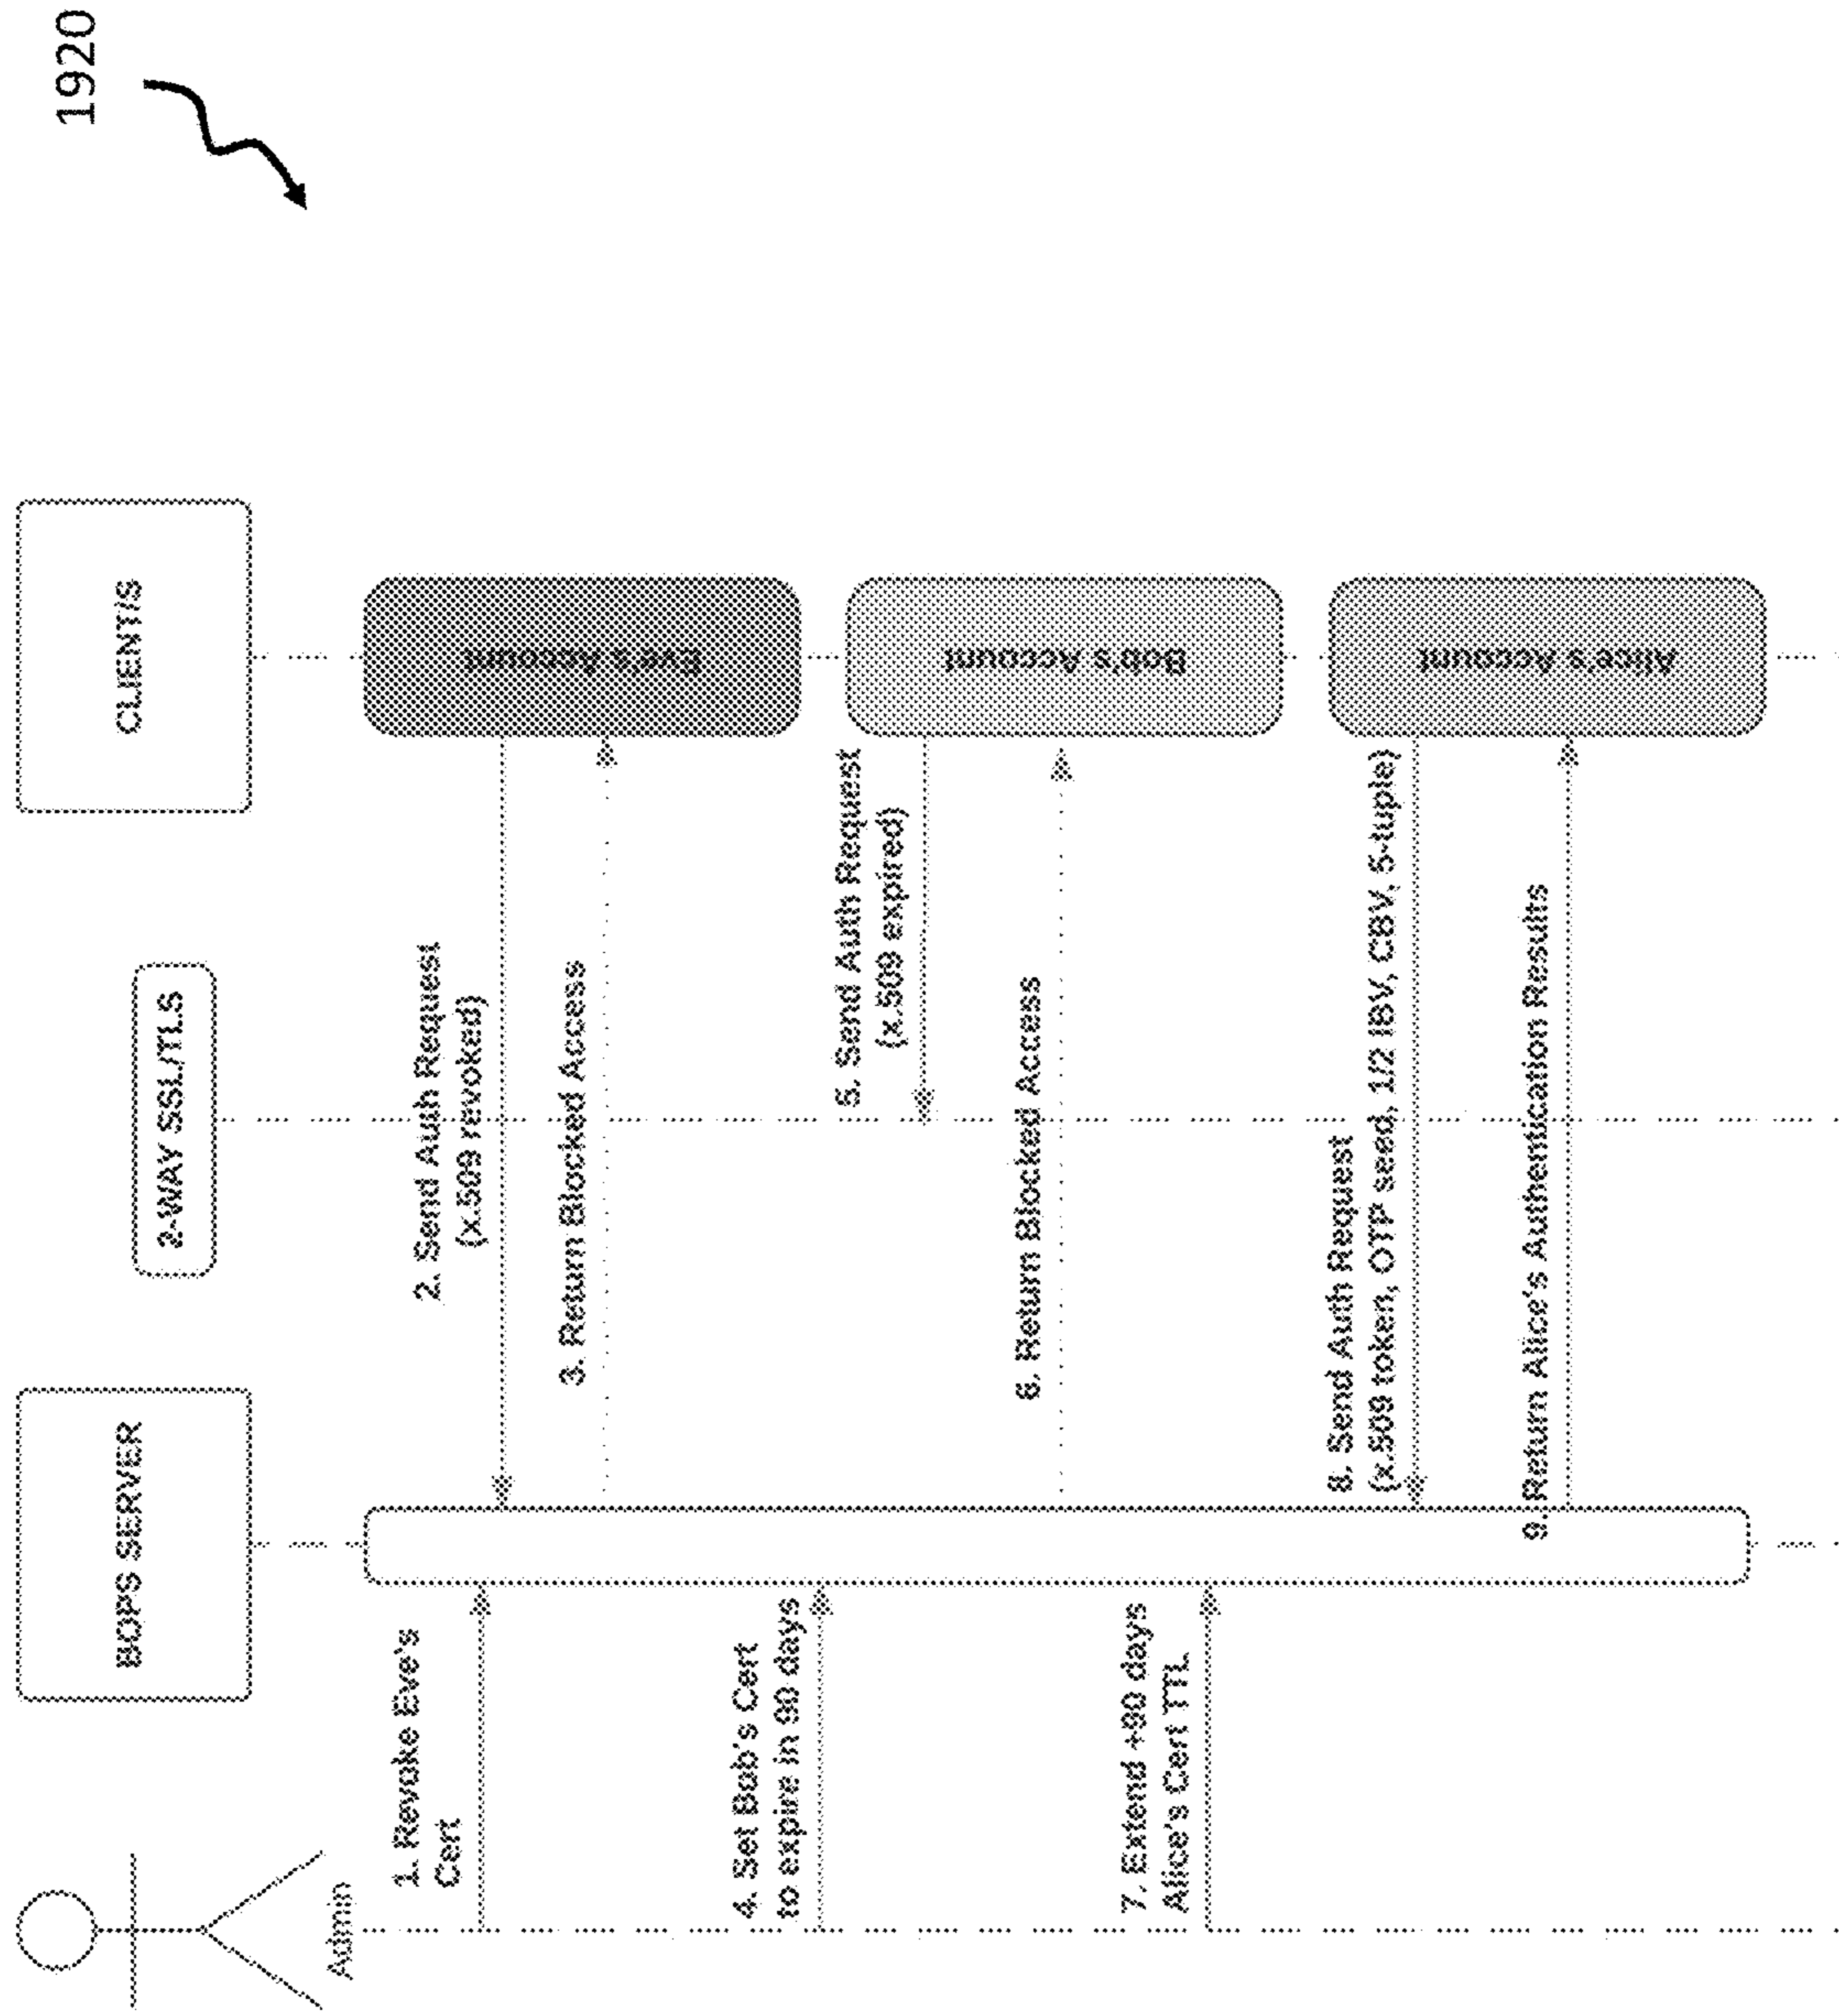 1920
Admin
BOPS SERVER
2-WAY SSL/TLS
CLIENT/S
1. Revoke Eve's
Cert
2. Send Auth Request
(x.509 revoked)
3. Return Blocked Access
Eve's Account
4. Set Bob's Cert
to expire in 90 days
5. Send Auth Request
(x.509 expired)
6. Return Blocked Access
Bob's Account
7. Extend +90 days
Alice's Cert TTL
8. Send Auth Request
(x.509 token, OTP seed, 1/2 IBV, CBV, 5-tuple)
9. Return Alice's Authentication Results
Alice's Account